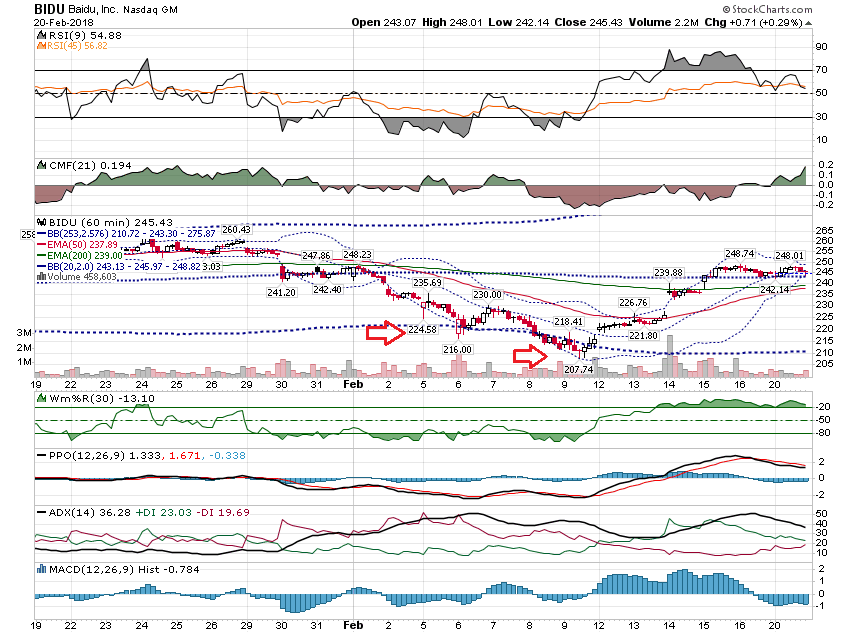 BIDU Baidu, Inc. Nasdaq GM © StockCharts.com
20-Feb-2018 Open 243.07 High 248.01 Low 242.14 Close 245.43 Volume 2.2M Chg +0.71 (+0.29%)
RSI(9) 54.88
RSI(45) 56.82
90
70
50
30
10
CMF(21) 0.194
0.2
0.1
0.0
-0.1
-0.2
BIDU (60 min) 245.43
BB(253,2.576) 210.72 - 243.30 - 275.87
EMA(50) 237.89
EMA(200) 239.00
BB(20,2.0) 243.13 - 245.97 - 248.82
Volume 458,603
258
3.03
260.43
247.86
248.23
241.20
242.40
235.69
224.58
216.00
230.00
218.41
207.74
226.76
221.80
239.88
248.74
248.01
242.14
265
260
255
250
245
240
235
230
225
220
215
210
205
3M
2M
1M
19 22 23 24 25 26 29 30 31 Feb 2 5 6 7 8 9 12 13 14 15 16 20
Wm%R(30) -13.10
-20
-50
-80
PPO(12,26,9) 1.333, 1.671, -0.338
2
0
-2
ADX(14) 36.28 +DI 23.03 -DI 19.69
50
40
30
20
10
MACD(12,26,9) Hist -0.784
2
1
0
-1
19 22 23 24 25 26 29 30 31 Feb 2 5 6 7 8 9 12 13 14 15 16 20